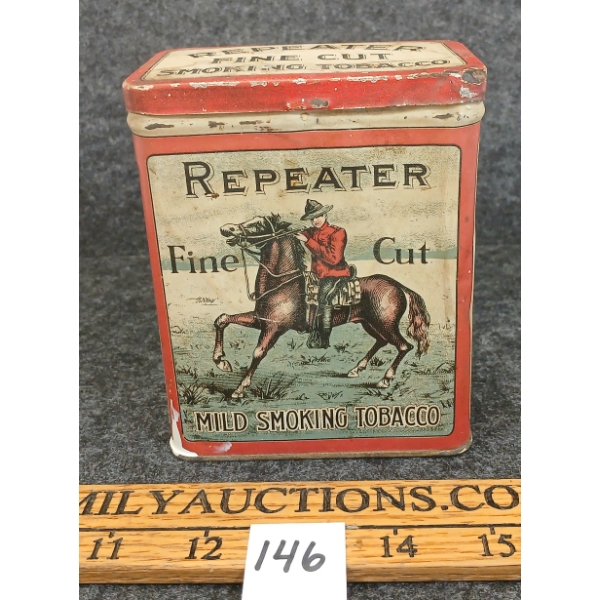 REPEATER
FINE CUT
SMOKING TOBACCO
REPEATER
Fine Cut
MILD SMOKING TOBACCO
MILYAUCTIONS.CO
11 12 14 15
146